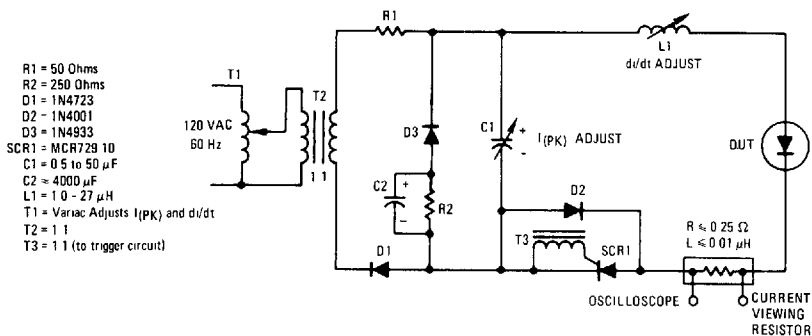 R1 = 50 Ohms
R2 = 250 Ohms
D1 = 1N4723
D2 - 1N4001
D3 = 1N4933
SCR1 = MCR729 10
C1 = 0 5 to 50 µF
C2 ≈ 4000 µF
L1 = 1 0 - 27 µH
T1 = Variac Adjusts I(PK) and di/dt
T2 = 1 1
T3 = 1 1 (to trigger circuit)
T1
120 VAC
60 Hz
T2
1 1
R1
D3
C2
+
−
R2
D1
C1
+
−
I(PK) ADJUST
D2
T3
SCR1
L1
di/dt ADJUST
DUT
R ≤ 0 25 Ω
L ≤ 0 01 µH
OSCILLOSCOPE
CURRENT
VIEWING
RESISTOR